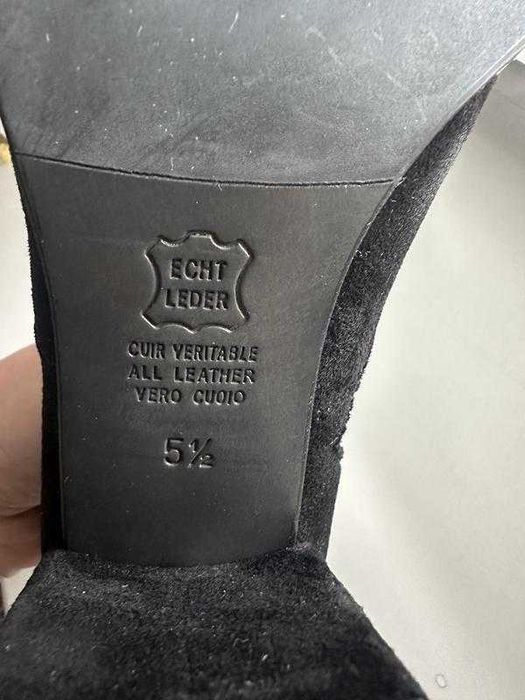 ECHT
LEDER
CUIR VERITABLE
ALL LEATHER
VERO CUOIO
5½